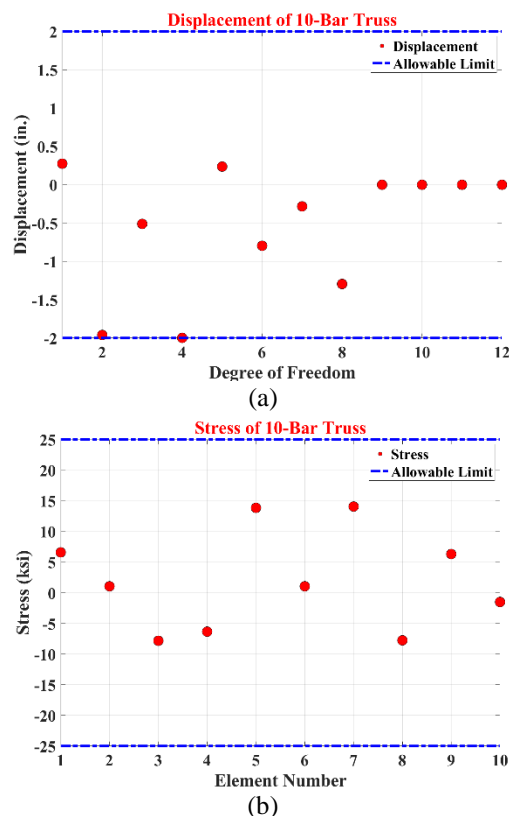 Displacement of 10-Bar Truss
Displacement
Allowable Limit
2
1.5
1
0.5
0
-0.5
-1
-1.5
-2
Displacement (in.)
2 4 6 8 10 12
Degree of Freedom
(a)
Stress of 10-Bar Truss
Stress
Allowable Limit
25
20
15
10
5
0
-5
-10
-15
-20
-25
Stress (ksi)
1 2 3 4 5 6 7 8 9 10
Element Number
(b)